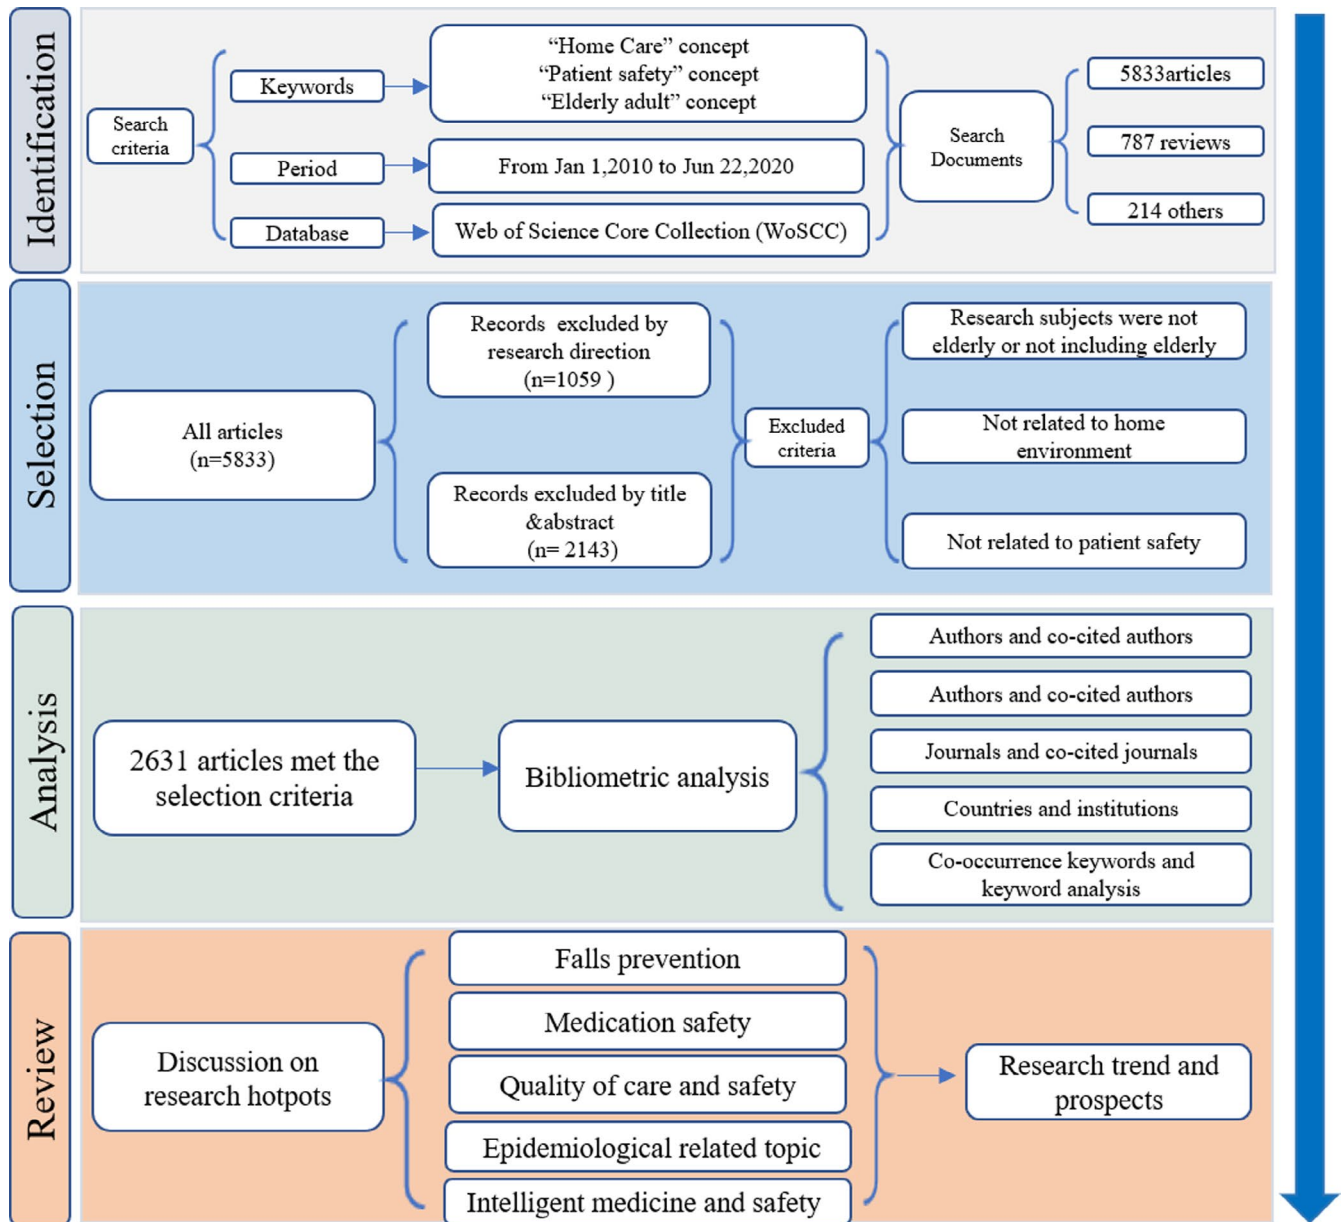 Identification
Search
criteria
Keywords
Period
Database
“Home Care” concept
“Patient safety” concept
“Elderly adult” concept
From Jan 1,2010 to Jun 22,2020
Web of Science Core Collection (WoSCC)
Search
Documents
5833articles
787 reviews
214 others
Selection
All articles
(n=5833)
Records excluded by
research direction
(n=1059 )
Records excluded by title
&abstract
(n= 2143)
Excluded
criteria
Research subjects were not
elderly or not including elderly
Not related to home
environment
Not related to patient safety
Analysis
2631 articles met the
selection criteria
Bibliometric analysis
Authors and co-cited authors
Authors and co-cited authors
Journals and co-cited journals
Countries and institutions
Co-occurrence keywords and
keyword analysis
Review
Discussion on
research hotpots
Falls prevention
Medication safety
Quality of care and safety
Epidemiological related topic
Intelligent medicine and safety
Research trend and
prospects